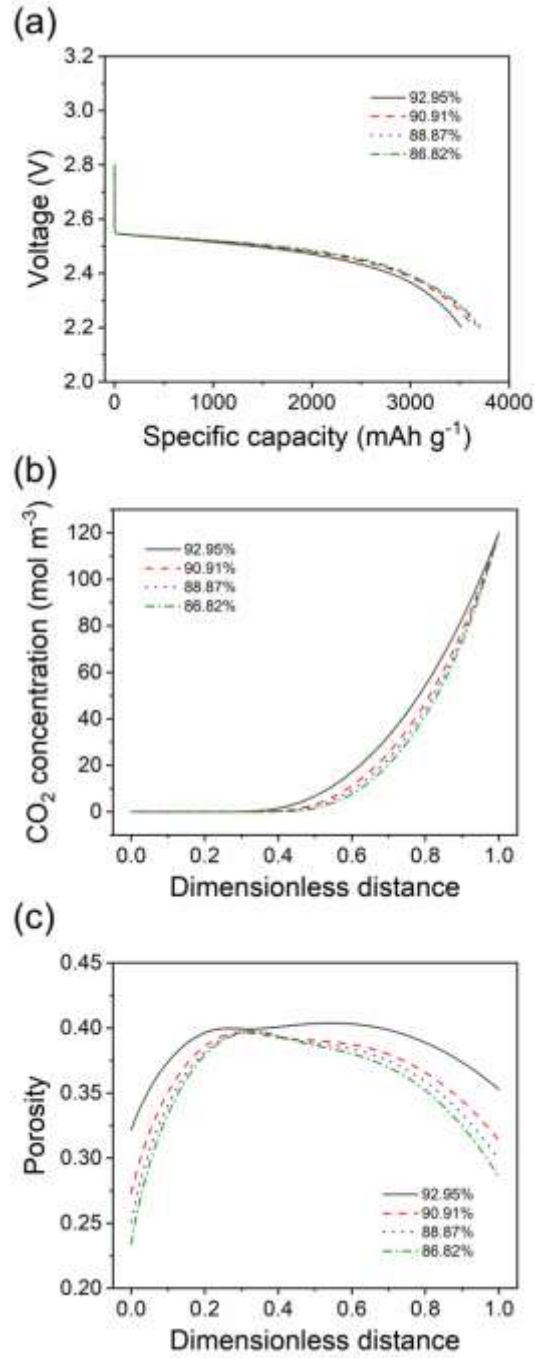 (a)
3.2
3.0
2.8
2.6
2.4
2.2
2.0
Voltage (V)
92.95%
90.91%
88.87%
86.82%
0 1000 2000 3000 4000
Specific capacity (mAh g⁻¹)
(b)
120
100
80
60
40
20
0
CO₂ concentration (mol m⁻³)
92.95%
90.91%
88.87%
86.82%
0.0 0.2 0.4 0.6 0.8 1.0
Dimensionless distance
(c)
0.45
0.40
0.35
0.30
0.25
0.20
Porosity
92.95%
90.91%
88.87%
86.82%
0.0 0.2 0.4 0.6 0.8 1.0
Dimensionless distance